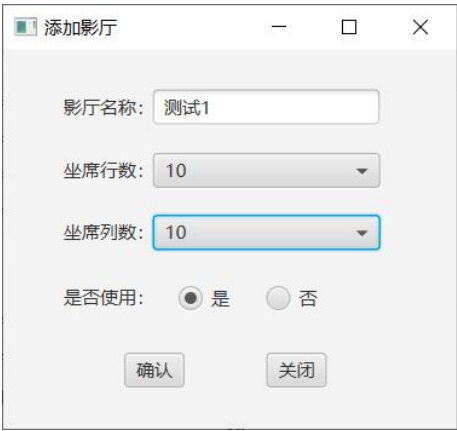 添加影厅
影厅名称: 测试1
坐席行数: 10
坐席列数: 10
是否使用: 是 否
确认 关闭